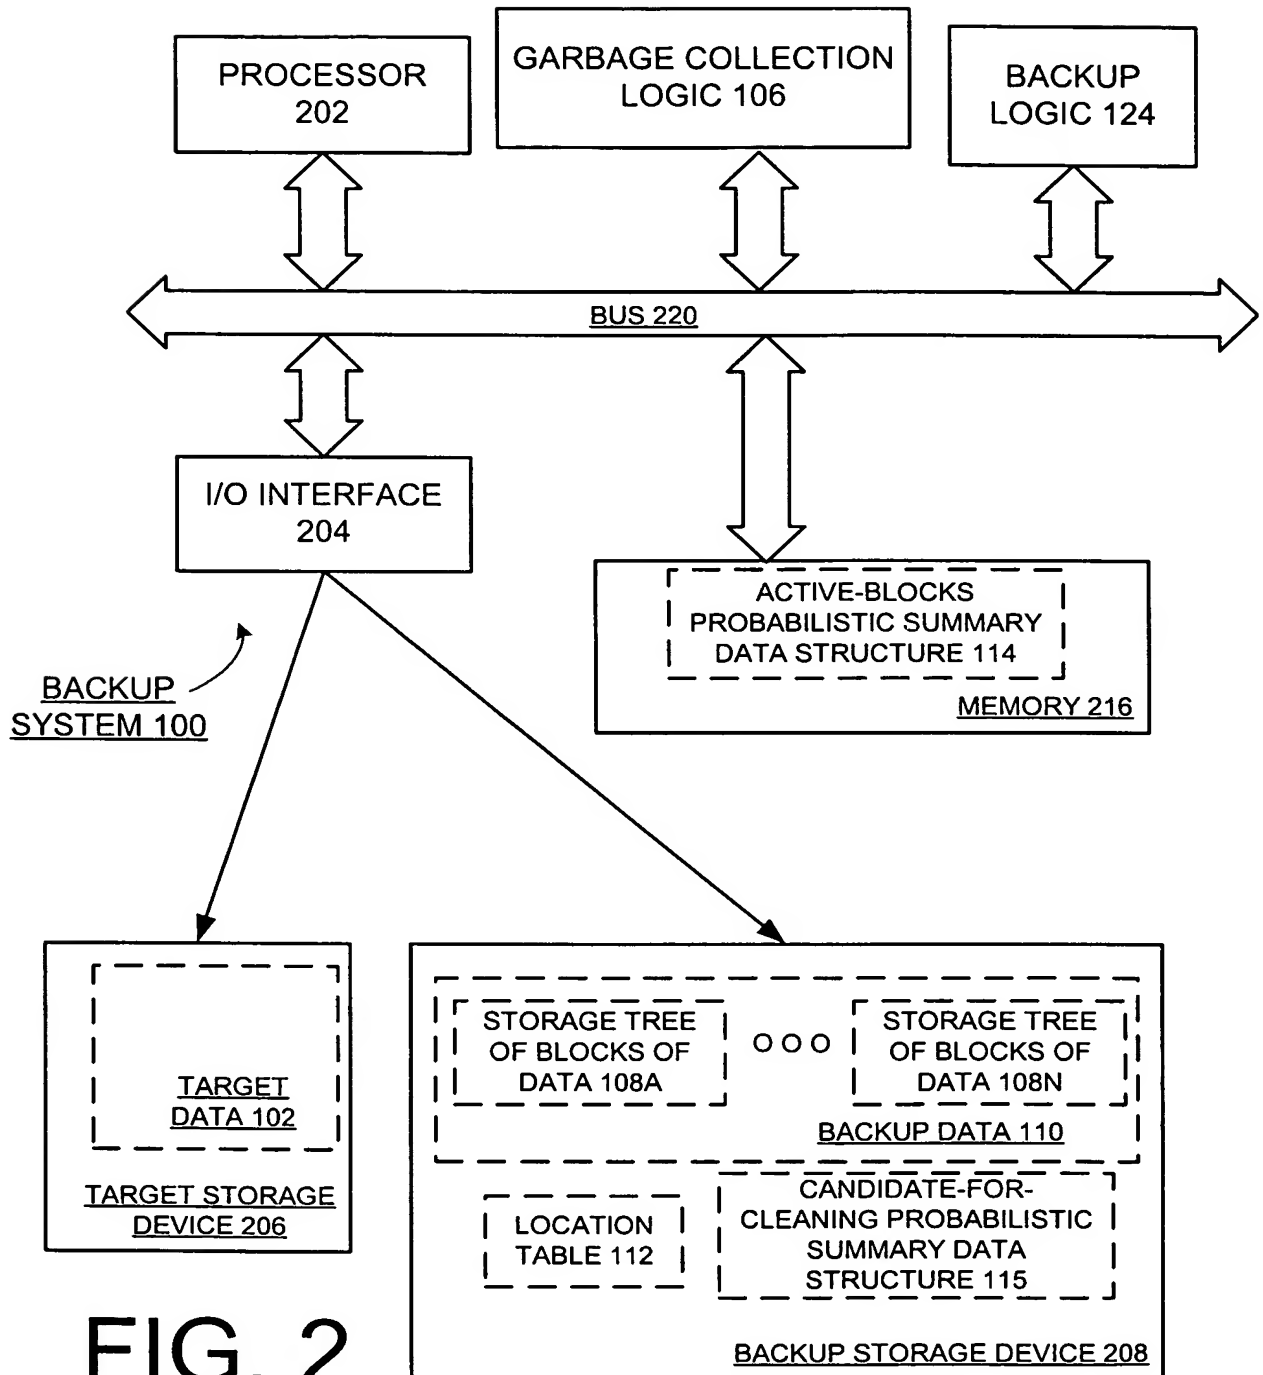 PROCESSOR
202
GARBAGE COLLECTION
LOGIC 106
BACKUP
LOGIC 124
BUS 220
I/O INTERFACE
204
ACTIVE-BLOCKS
PROBABILISTIC SUMMARY
DATA STRUCTURE 114
MEMORY 216
BACKUP
SYSTEM 100
TARGET
DATA 102
TARGET STORAGE
DEVICE 206
STORAGE TREE
OF BLOCKS OF
DATA 108A
OOO
STORAGE TREE
OF BLOCKS OF
DATA 108N
BACKUP DATA 110
LOCATION
TABLE 112
CANDIDATE-FOR-
CLEANING PROBABILISTIC
SUMMARY DATA
STRUCTURE 115
BACKUP STORAGE DEVICE 208
FIG. 2